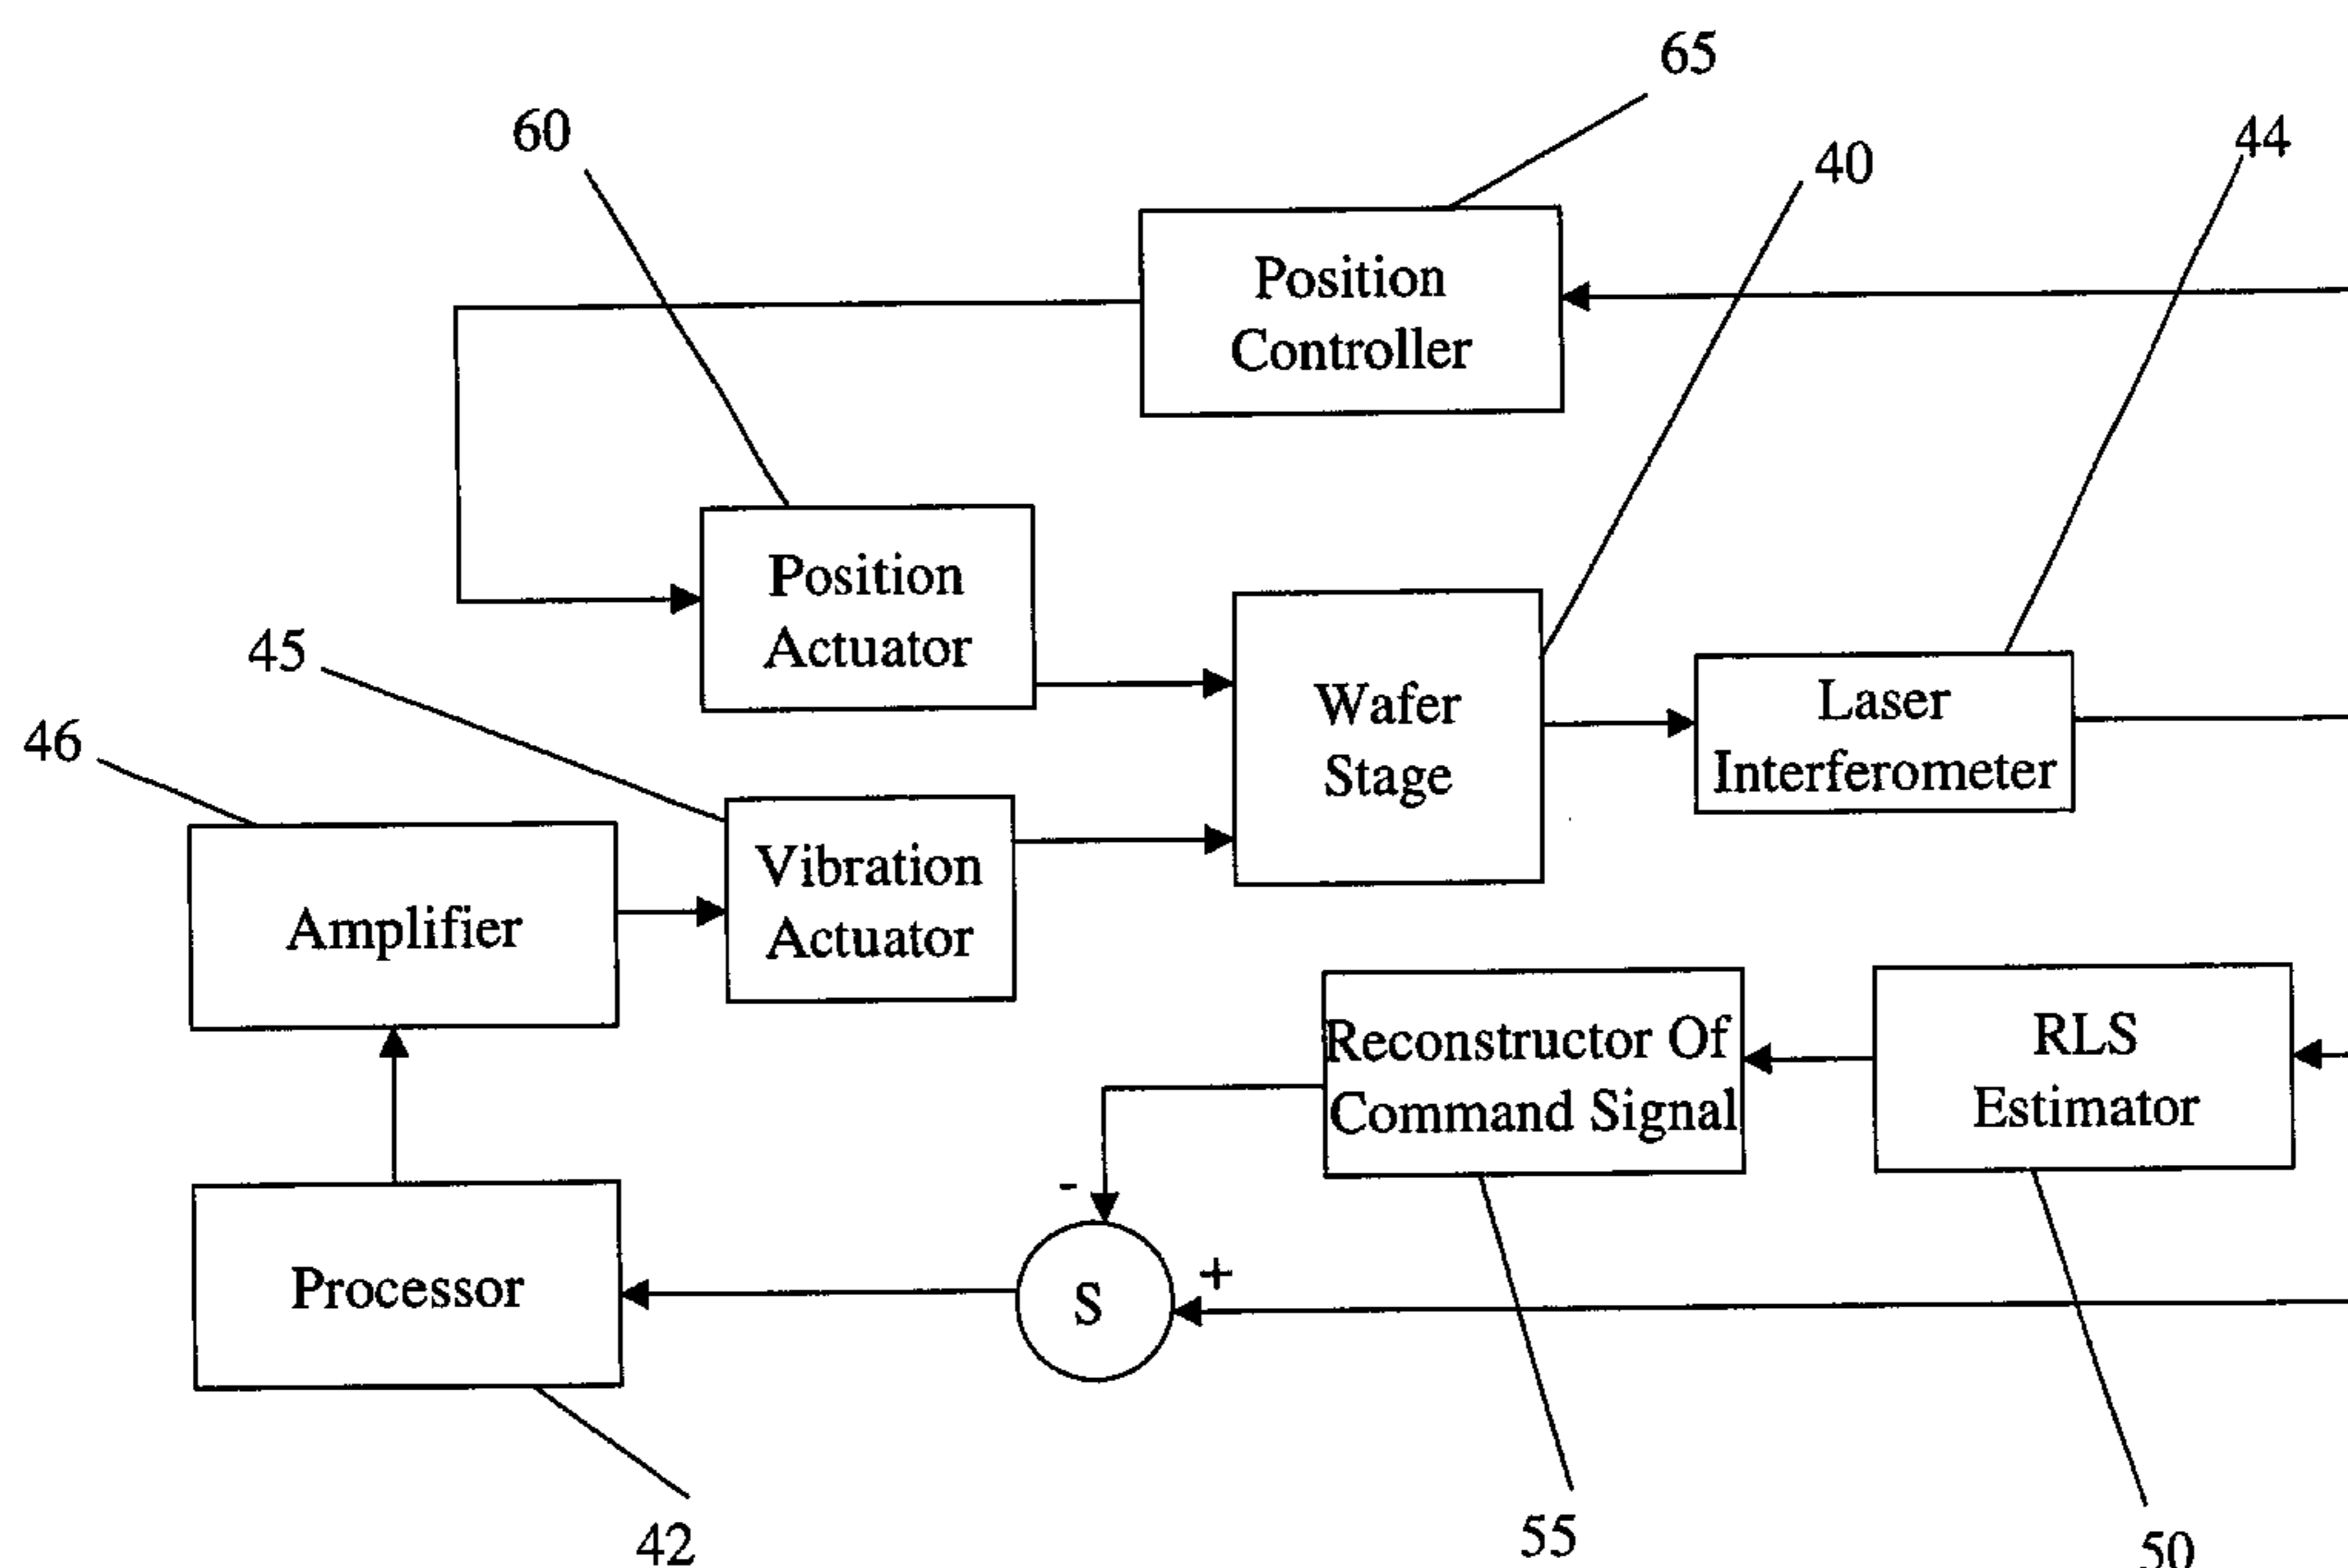 65
60
44
40
Position
Controller
Position
Actuator
45
Wafer
Stage
Laser
Interferometer
46
Vibration
Actuator
Amplifier
Reconstructor Of
Command Signal
RLS
Estimator
-
+
Processor
S
42
55
50